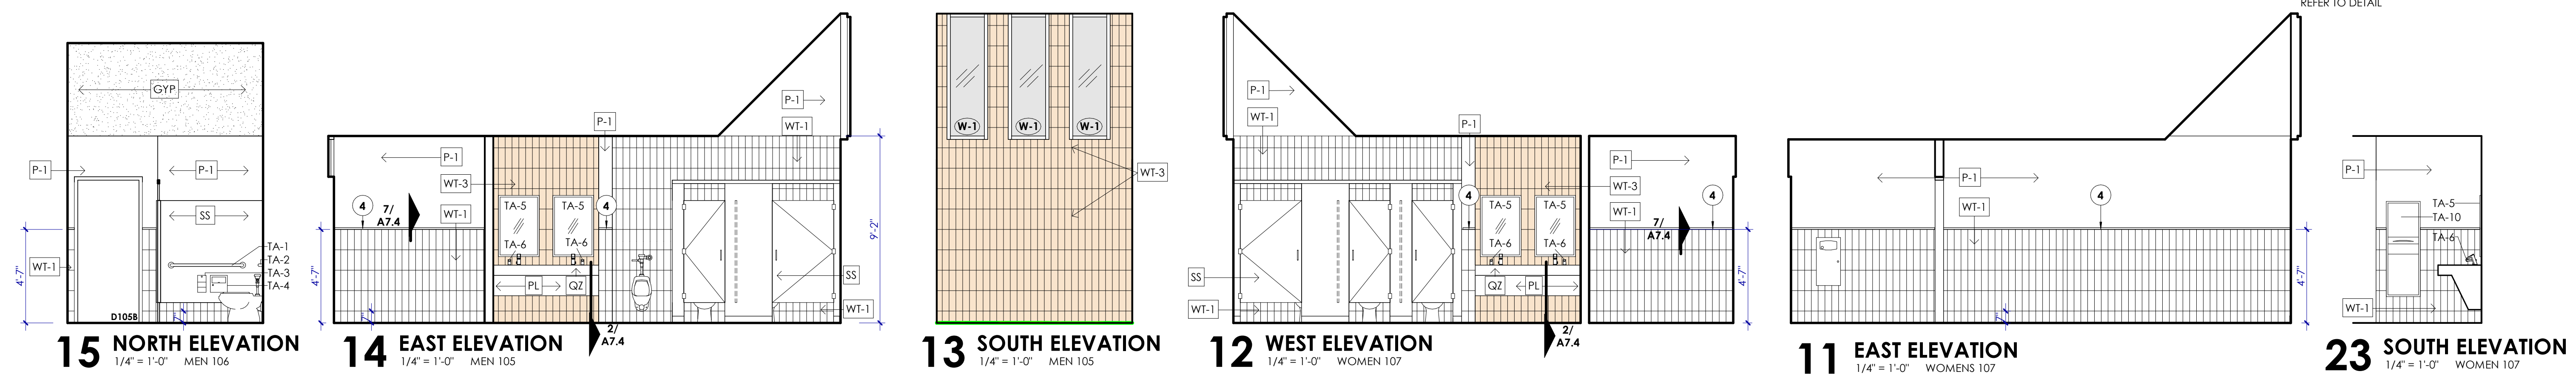 REFER TO DETAIL
GYP
P-1
P-1
SS
WT-1
4'-7"
7"
D105B
TA-1
TA-2
TA-3
TA-4
15 NORTH ELEVATION
1/4" = 1'-0" MEN 106
P-1
WT-3
4
7/
A7.4
WT-1
4'-7"
7"
P-1
P-1
WT-1
4
TA-5
TA-5
TA-6
TA-6
PL
QZ
SS
WT-1
9'-2"
2/
A7.4
14 EAST ELEVATION
1/4" = 1'-0" MEN 105
W-1
W-1
W-1
WT-3
13 SOUTH ELEVATION
1/4" = 1'-0" MEN 105
P-1
WT-1
P-1
4
TA-5
TA-5
TA-6
TA-6
SS
WT-1
QZ
PL
P-1
WT-3
WT-1
7/
A7.4
4
4'-7"
2/
A7.4
12 WEST ELEVATION
1/4" = 1'-0" WOMEN 107
P-1
WT-1
4
7"
4'-7"
11 EAST ELEVATION
1/4" = 1'-0" WOMENS 107
P-1
TA-5
TA-10
TA-6
WT-1
23 SOUTH ELEVATION
1/4" = 1'-0" WOMEN 107